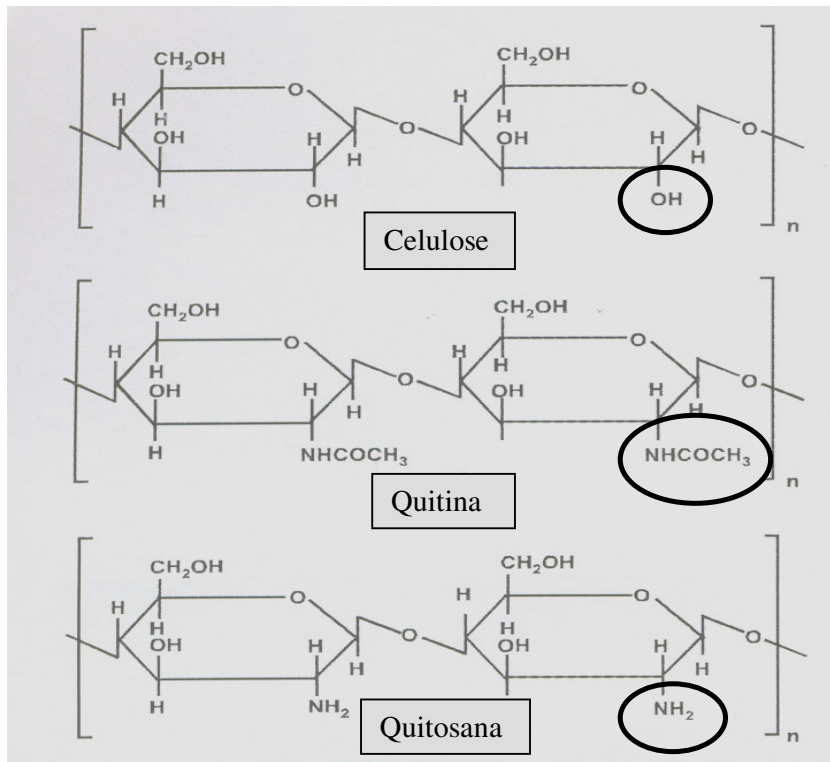 CH₂OH CH₂OH
O O
H H
H O H O
OH H OH H
H H
H OH OH
n
Celulose
CH₂OH CH₂OH
O O
H H
H O H O
OH H OH H
H H
H NHCOCH₃ NHCOCH₃
n
Quitina
CH₂OH CH₂OH
O O
H H
H O H O
OH H OH H
H H
H NH₂ NH₂
n
Quitosana